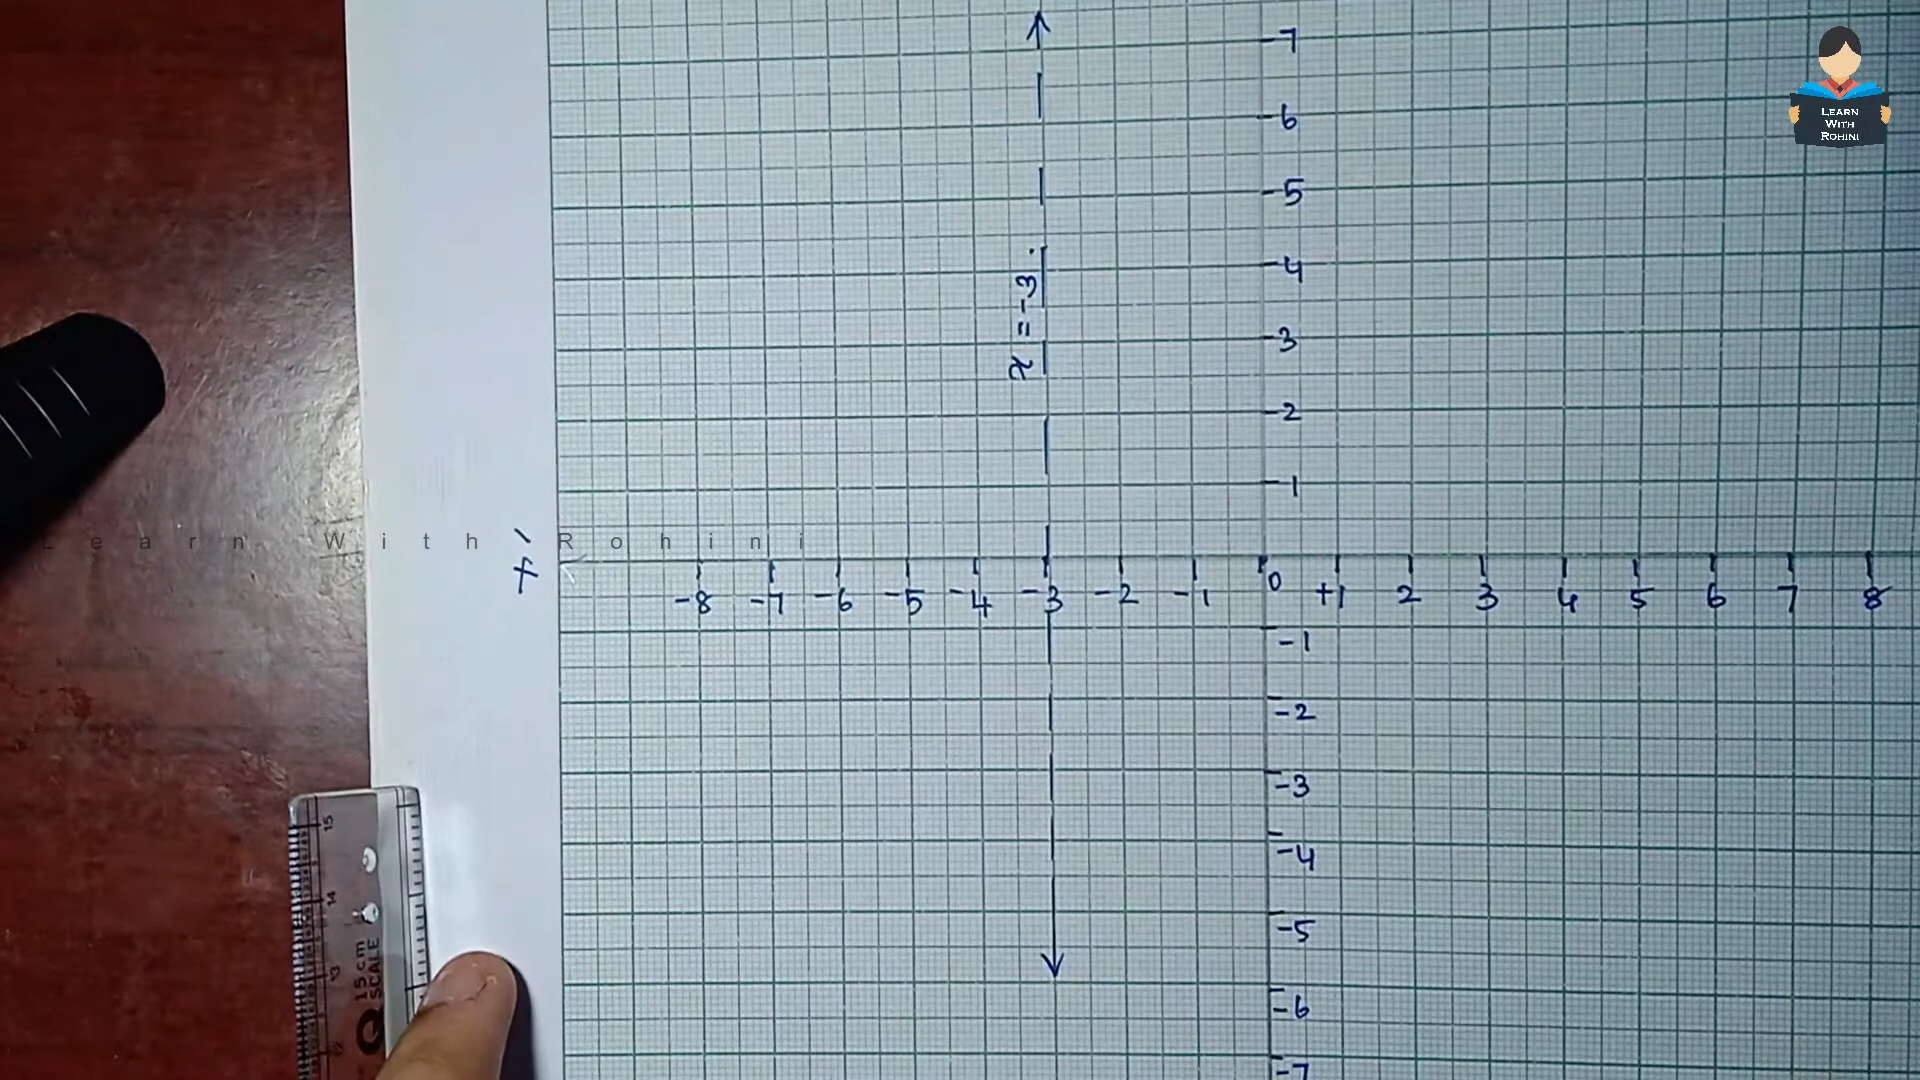 LEARN
WITH
ROHINI
7
6
5
4
x = -3
3
2
1
Learn With Rohini
X'
-8 -7 -6 -5 -4 -3 -2 -1 0 +1 2 3 4 5 6 7 8
-1
-2
-3
-4
-5
-6
-7
15
14
13
12
15cm
SCALE